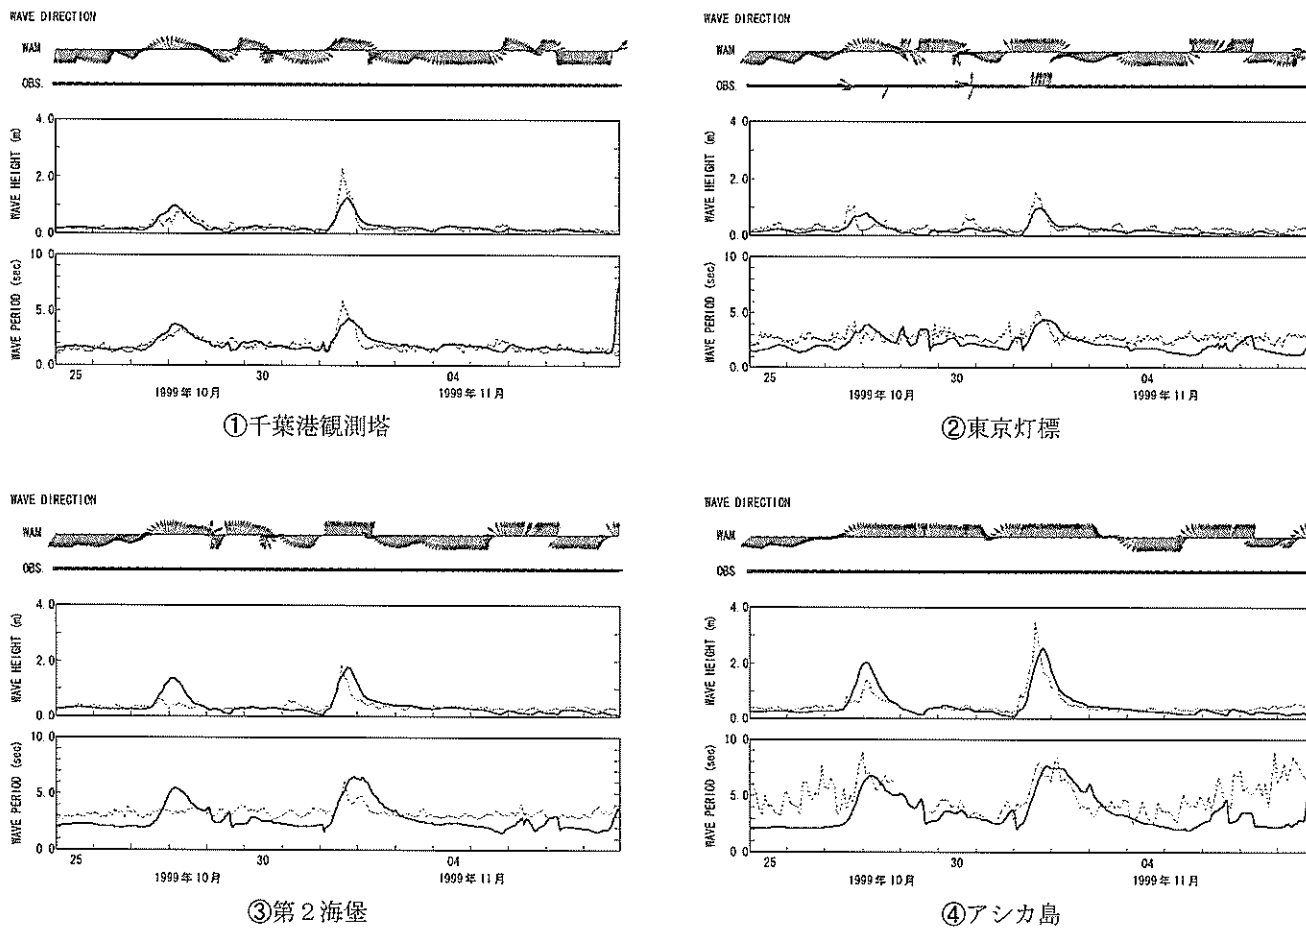 WAVE DIRECTION
WAM
OBS.
WAVE HEIGHT (m)
4.0
2.0
0.0
WAVE PERIOD (sec)
10.0
5.0
0.0
25
30
04
1999年10月
1999年11月
①千葉港観測塔
WAVE DIRECTION
WAM
OBS.
WAVE HEIGHT (m)
4.0
2.0
0.0
WAVE PERIOD (sec)
10.0
5.0
0.0
25
30
04
1999年10月
1999年11月
②東京灯標
WAVE DIRECTION
WAM
OBS.
WAVE HEIGHT (m)
4.0
2.0
0.0
WAVE PERIOD (sec)
10.0
5.0
0.0
25
30
04
1999年10月
1999年11月
③第2海堡
WAVE DIRECTION
WAM
OBS.
WAVE HEIGHT (m)
4.0
2.0
0.0
WAVE PERIOD (sec)
10.0
5.0
0.0
25
30
04
1999年10月
1999年11月
④アシカ島